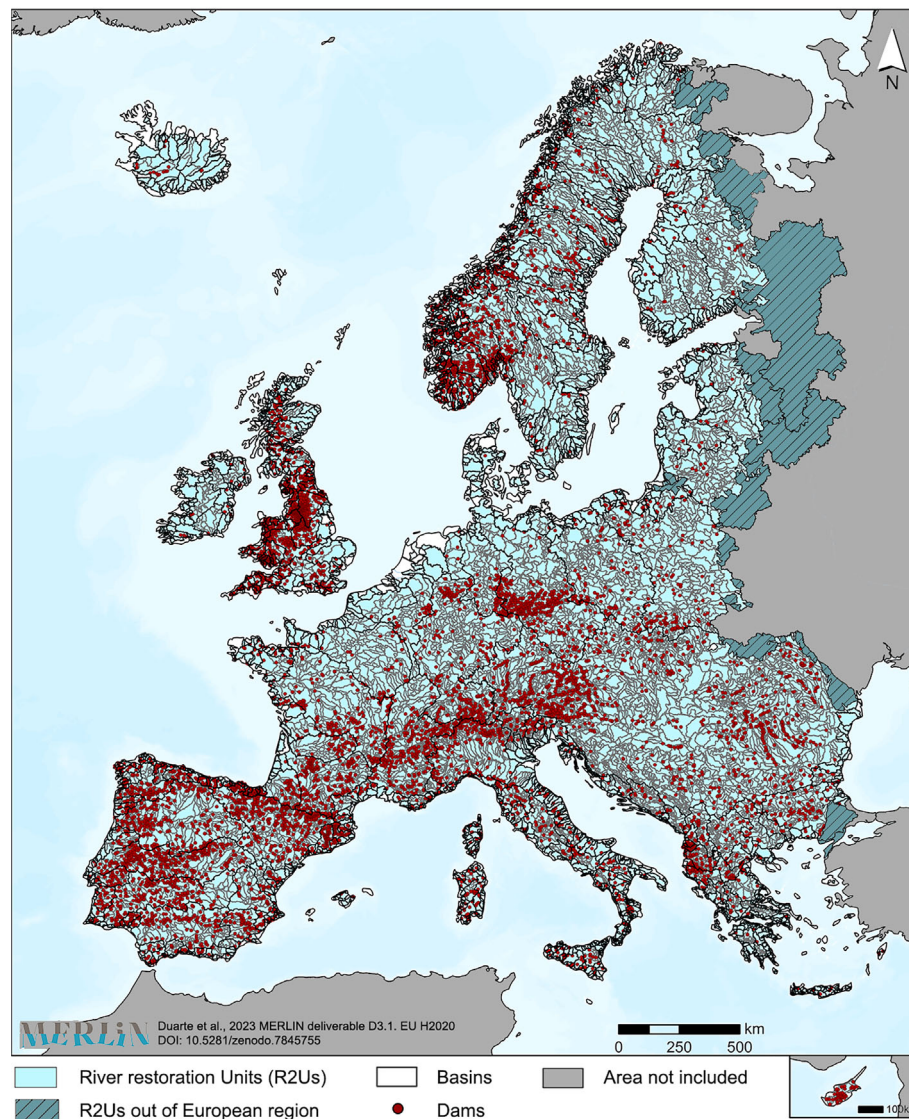 N
MERLiN
Duarte et al., 2023 MERLIN deliverable D3.1. EU H2020
DOI: 10.5281/zenodo.7845755
km
0 250 500
River restoration Units (R2Us) Basins Area not included
R2Us out of European region Dams
100k